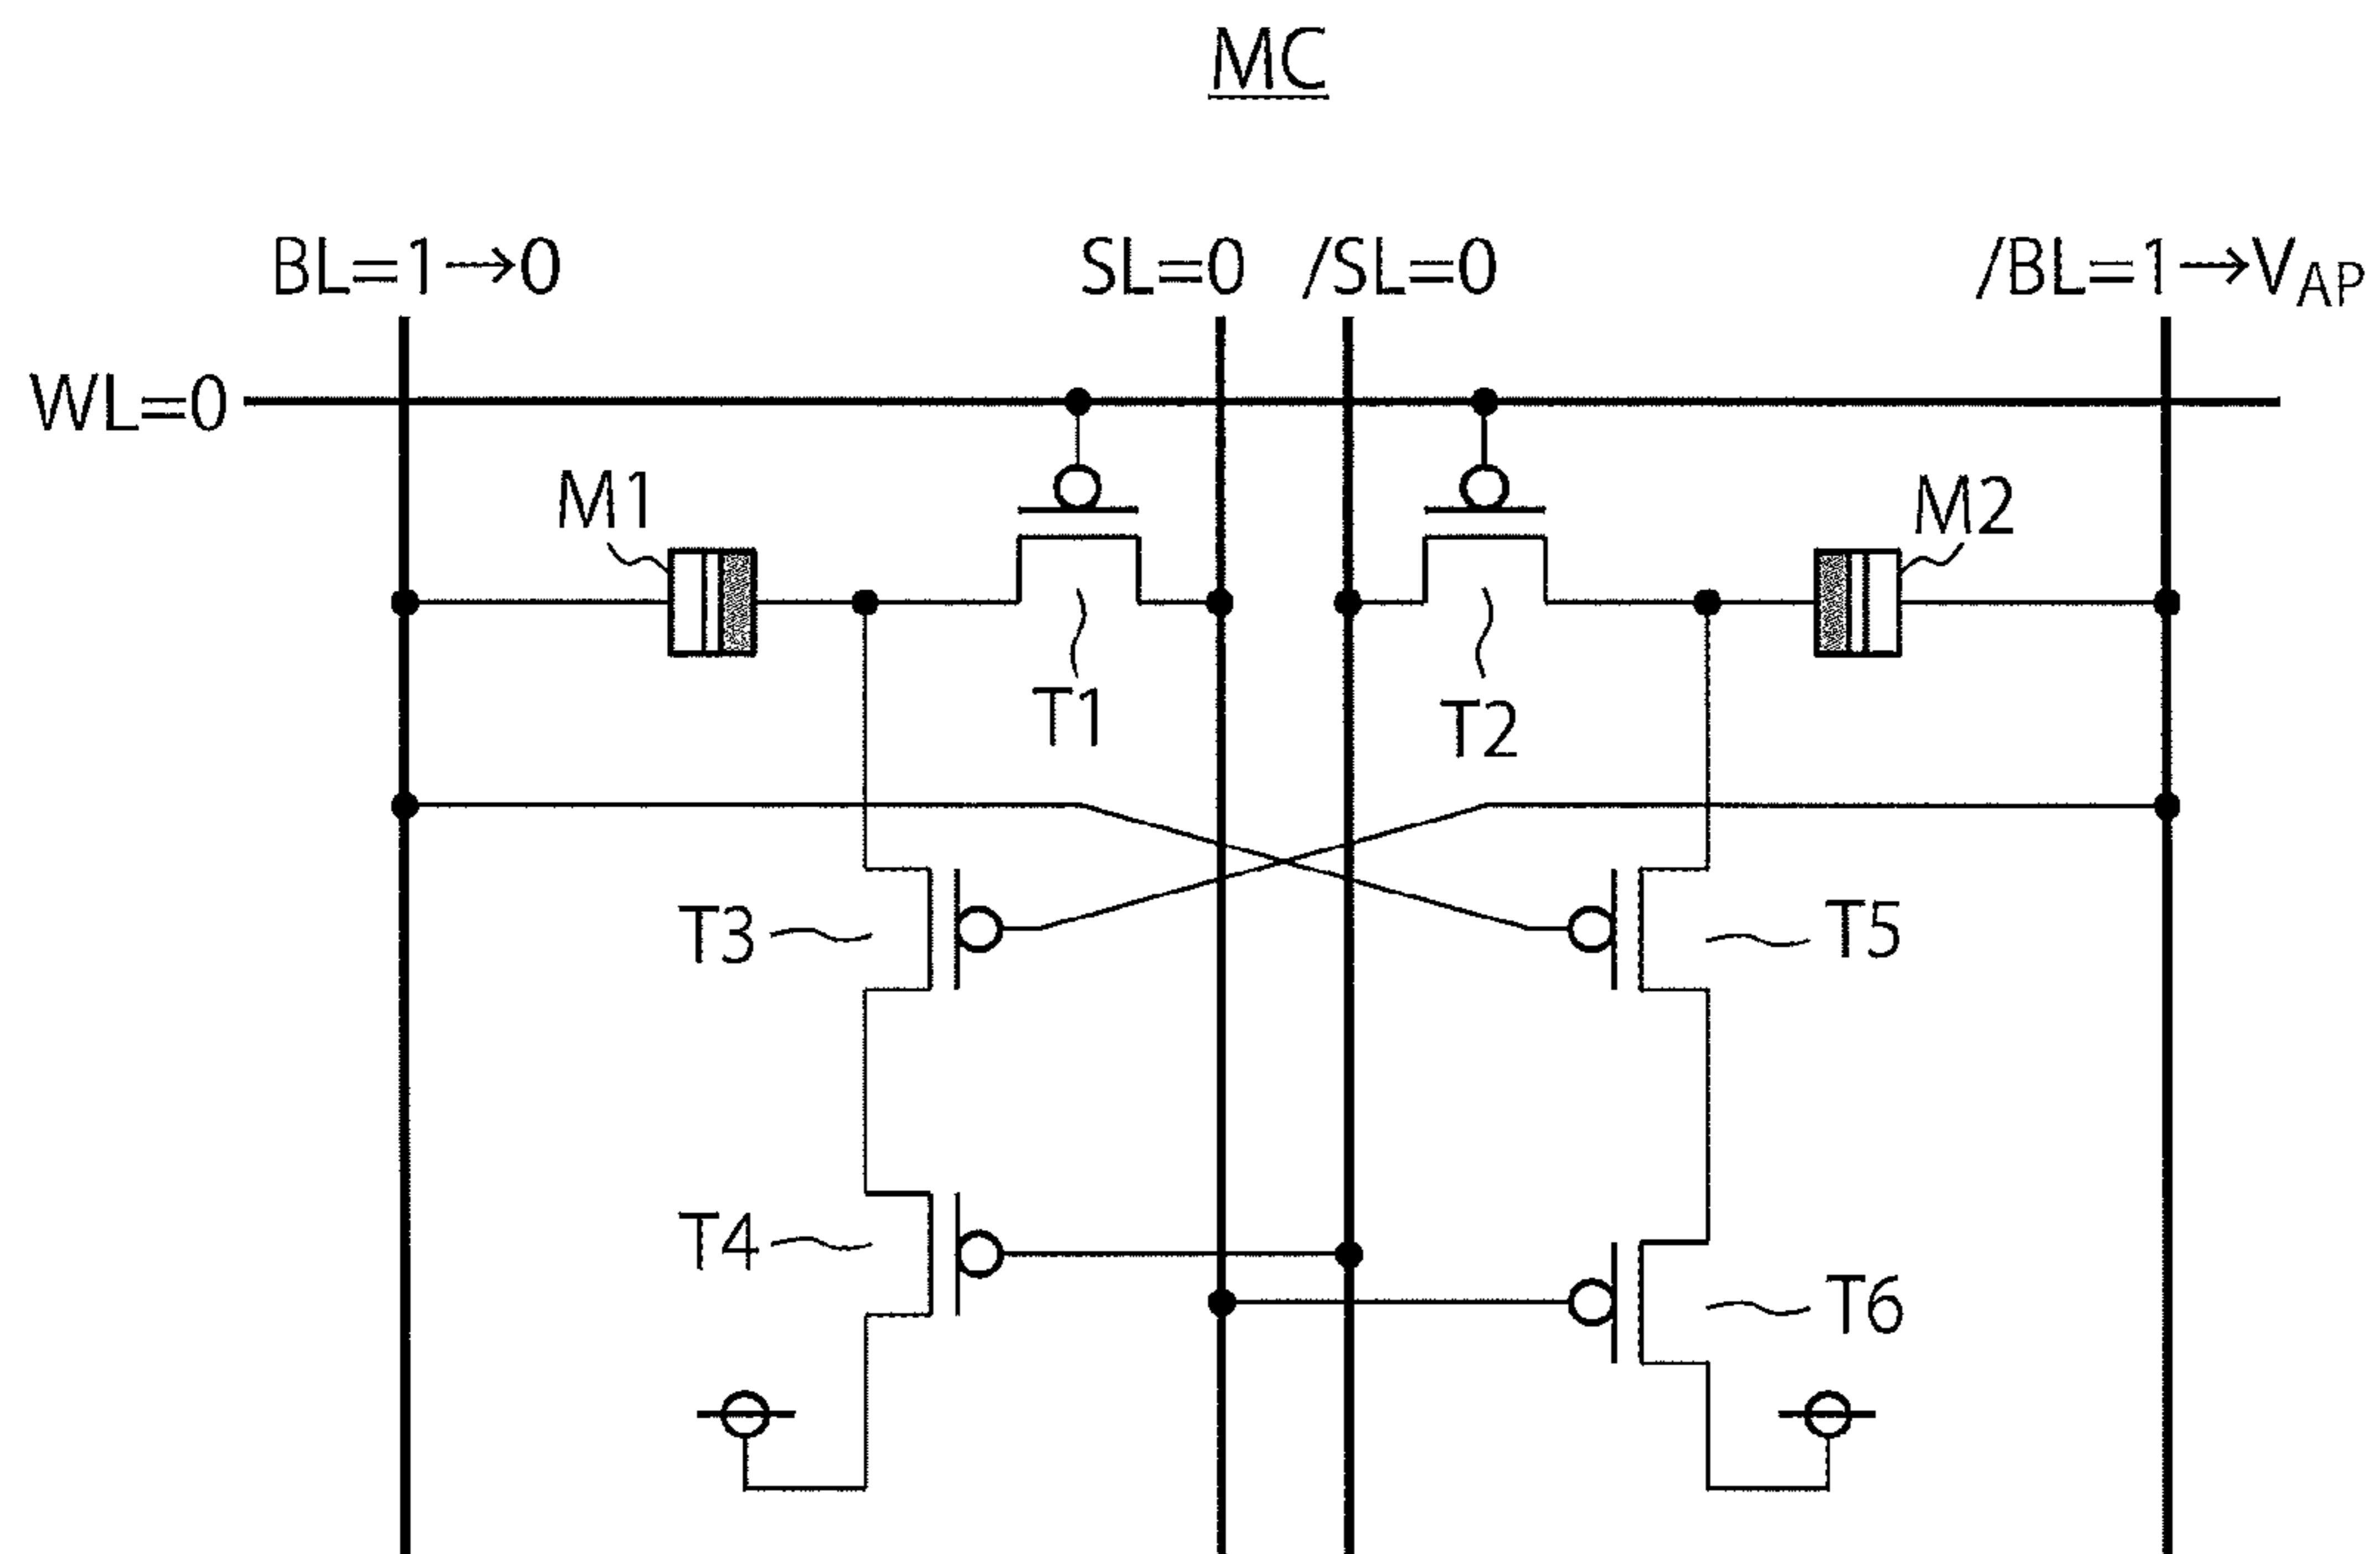 MC
BL=1→0
SL=0
/SL=0
/BL=1→VAP
WL=0
M1
M2
T1
T2
T3
T5
T4
T6